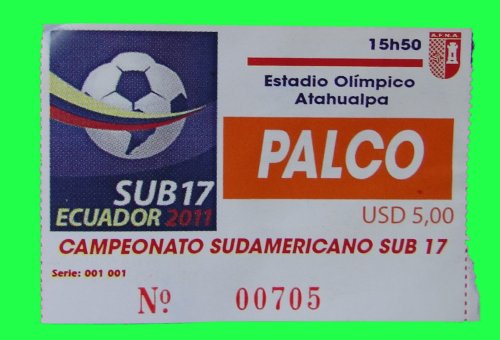 15h50
A.F.N.A.
Estadio Olímpico
Atahualpa
PALCO
SUB17
ECUADOR 2011
USD 5,00
CAMPEONATO SUDAMERICANO SUB 17
Serie: 001 001
Nº 00705